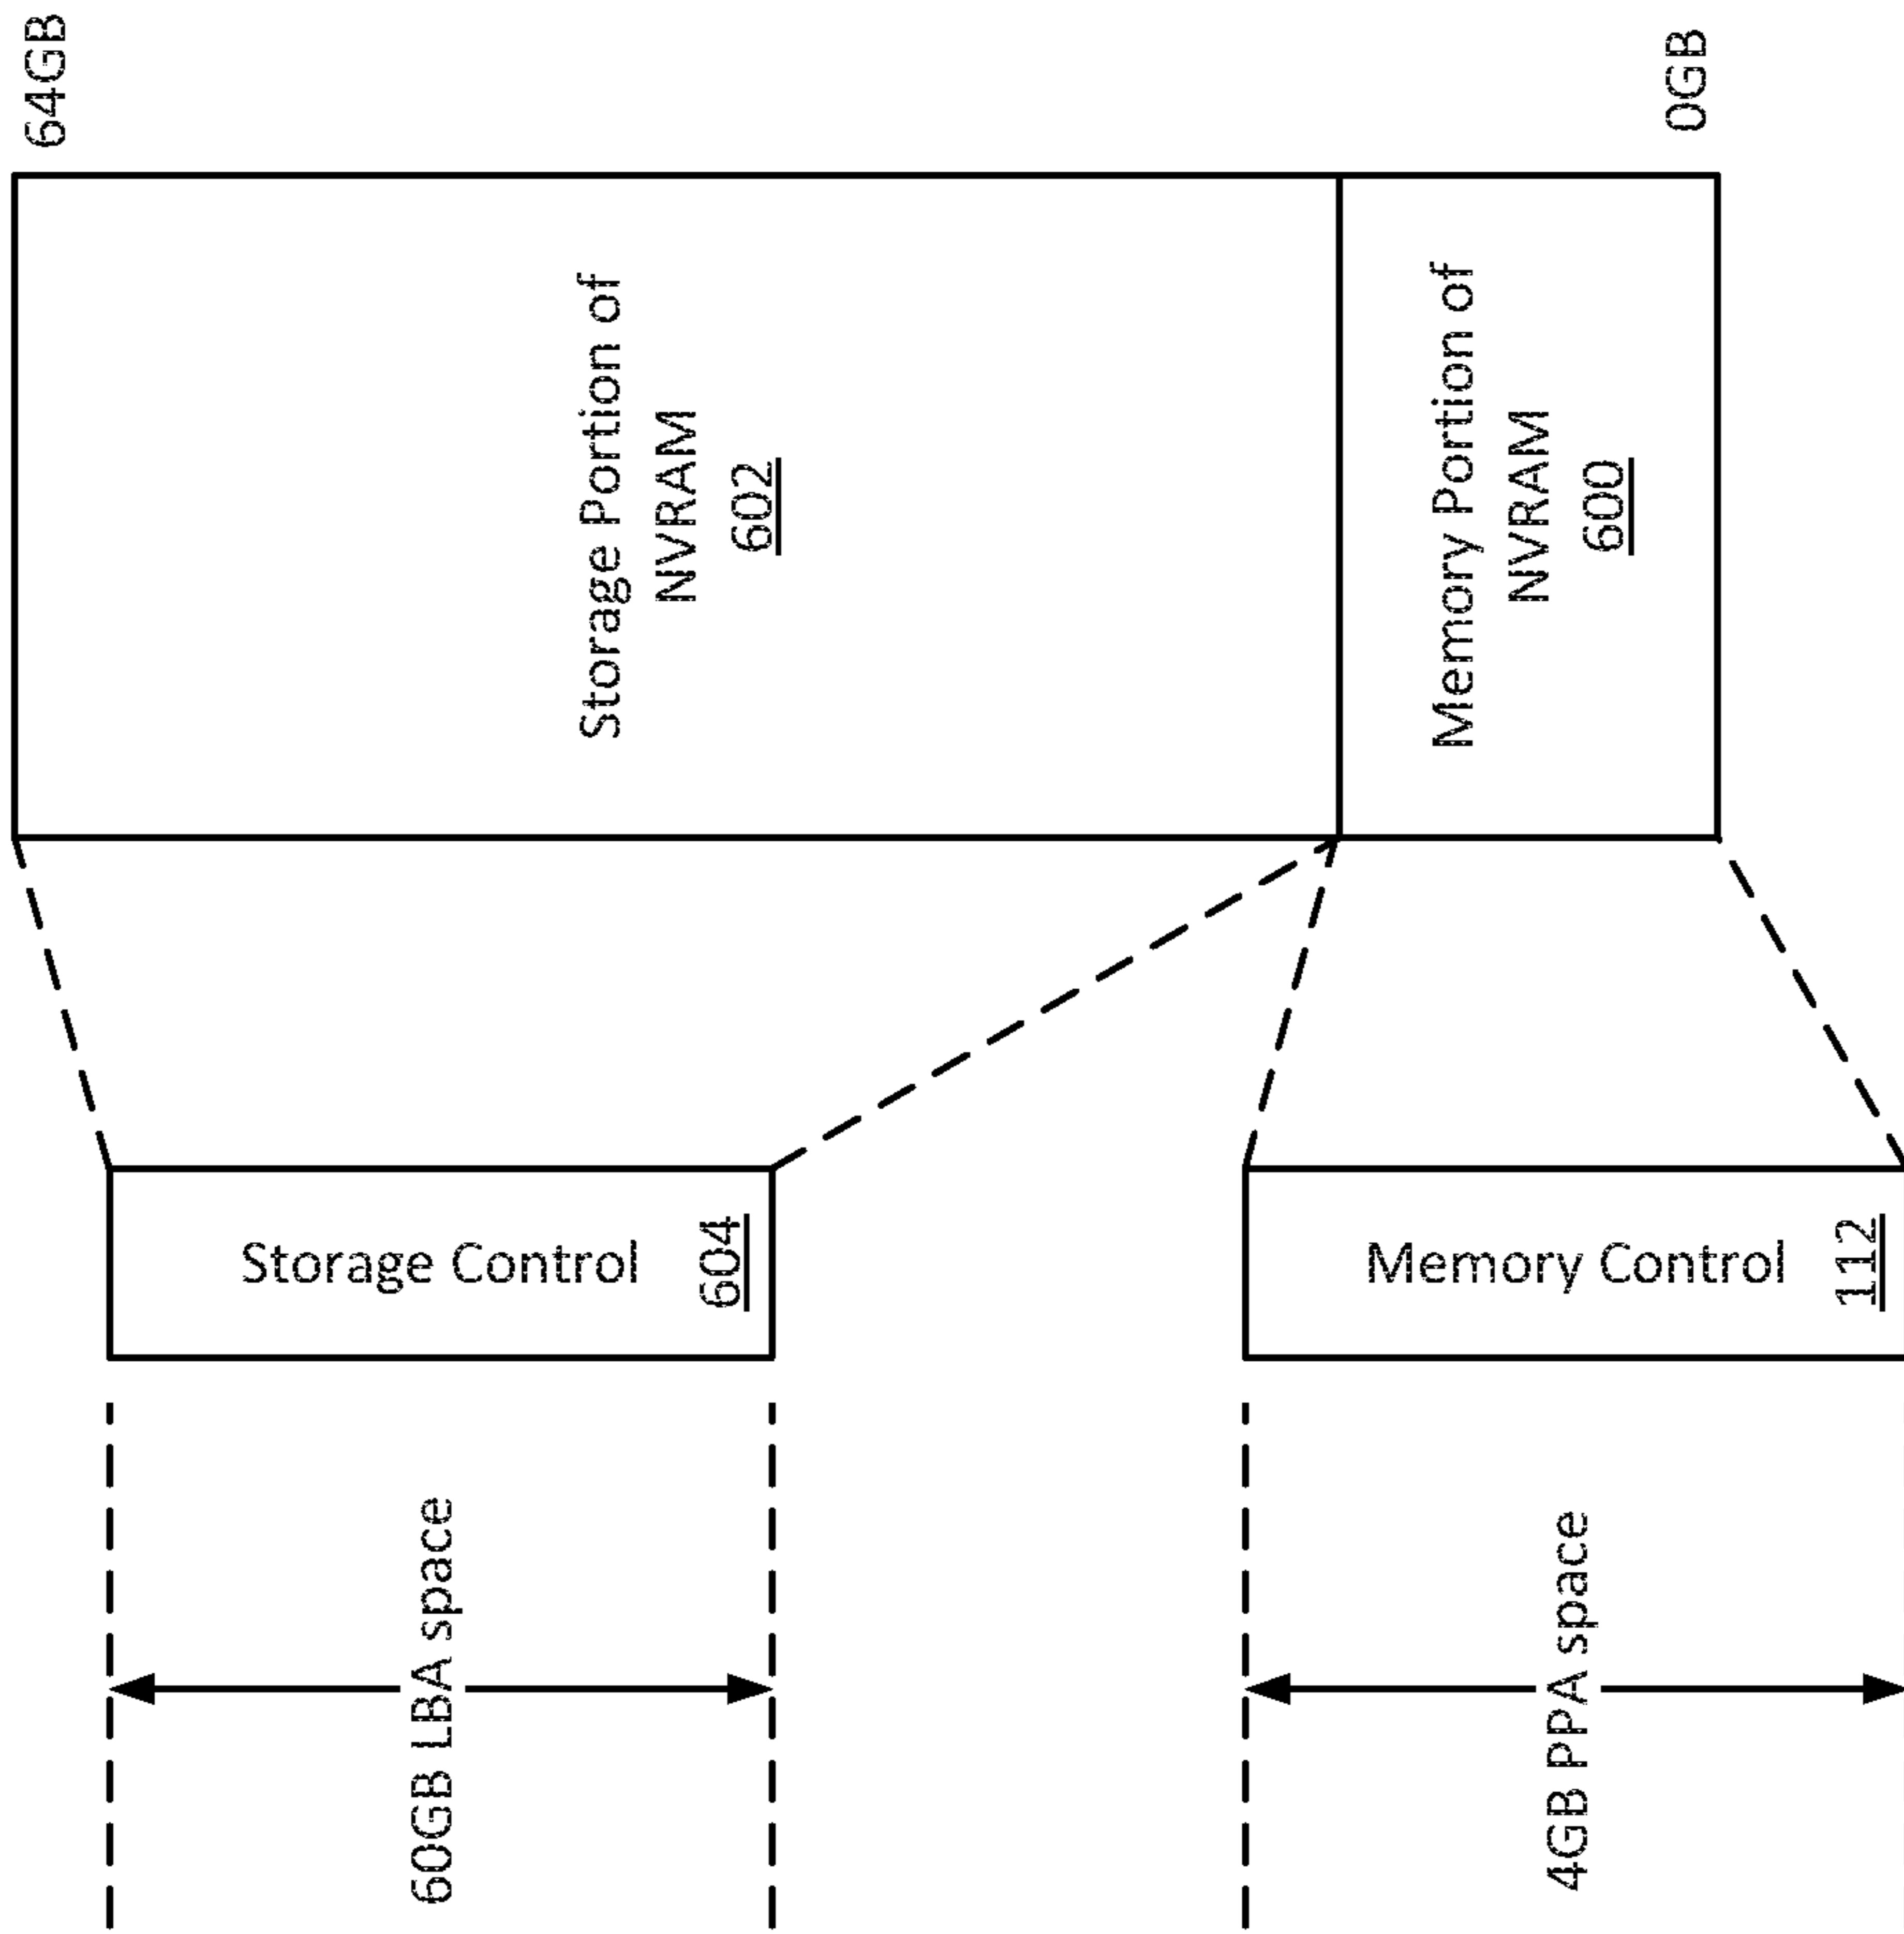 64GB
Storage Portion of
NVRAM
602
Memory Portion of
NVRAM
600
0GB
Storage Control
604
Memory Control
112
60GB LBA space
4GB PPA space